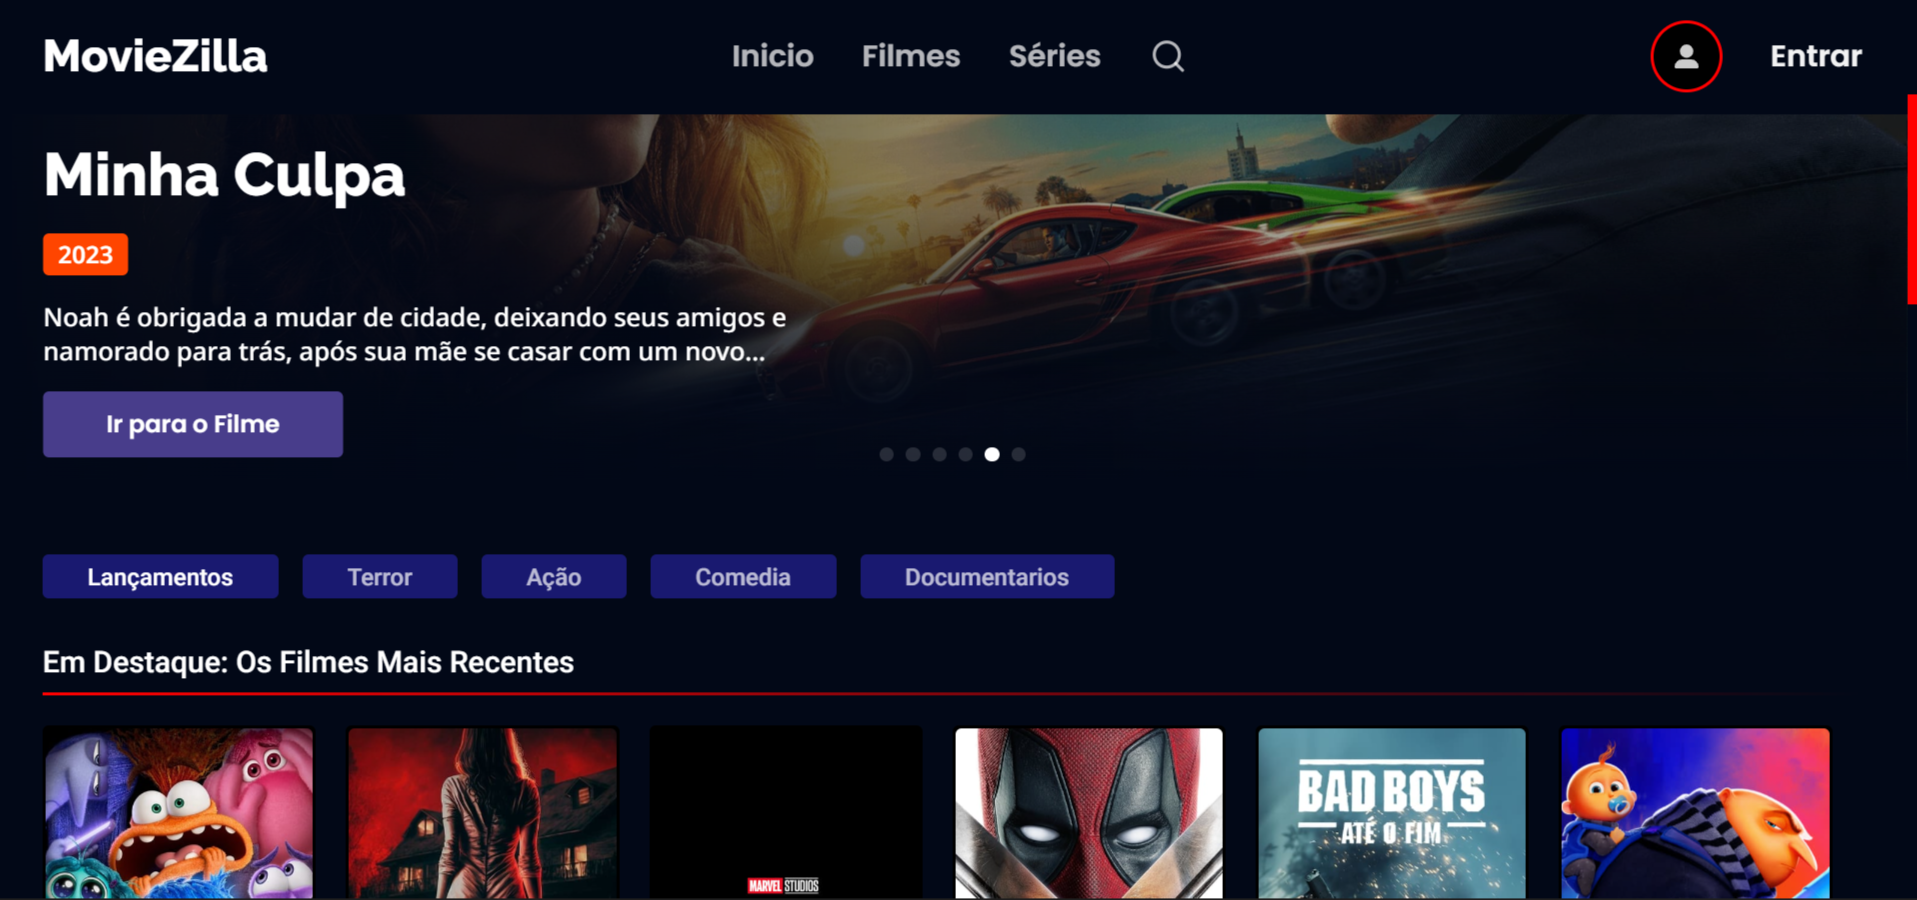 MovieZilla
Inicio
Filmes
Séries
Entrar
Minha Culpa
2023
Noah é obrigada a mudar de cidade, deixando seus amigos e
namorado para trás, após sua mãe se casar com um novo...
Ir para o Filme
Lançamentos
Terror
Ação
Comedia
Documentarios
Em Destaque: Os Filmes Mais Recentes
MARVEL STUDIOS
BAD BOYS
ATÉ O FIM